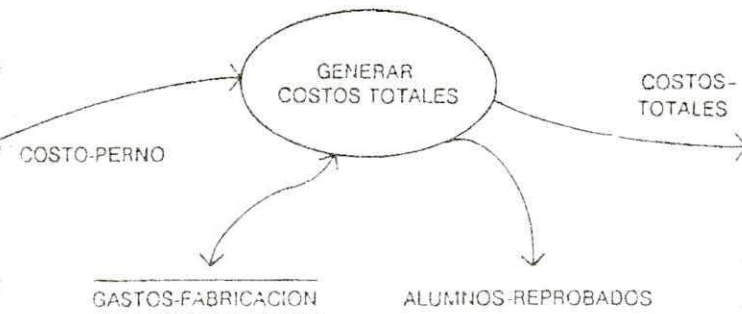 GENERAR
COSTOS TOTALES
COSTOS-
TOTALES
COSTO-PERNO
GASTOS-FABRICACION
ALUMNOS-REPROBADOS